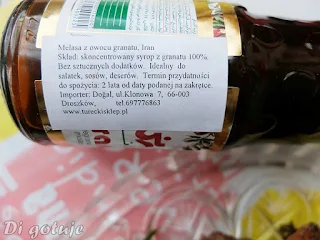 Melasa z owocu granatu, Iran
Skład: skoncentrowany syrop z granatu 100%.
Bez sztucznych dodatków. Idealny do
sałatek, sosów, deserów. Termin przydatności
do spożycia: 2 lata od daty podanej na zakrętce.
Importer: Doğal, ul.Klonowa 7, 66-003
Droszków, tel.697776863
www.tureckisklep.pl
Di gotuje